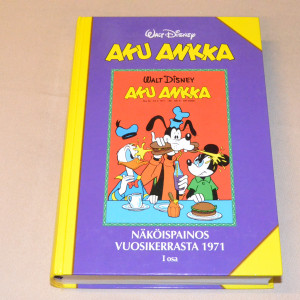 Walt Disney
AKU ANKKA
WALT DISNEY
AKU ANKKA
NÄKÖISPAINOS
VUOSIKERRASTA 1971
I osa